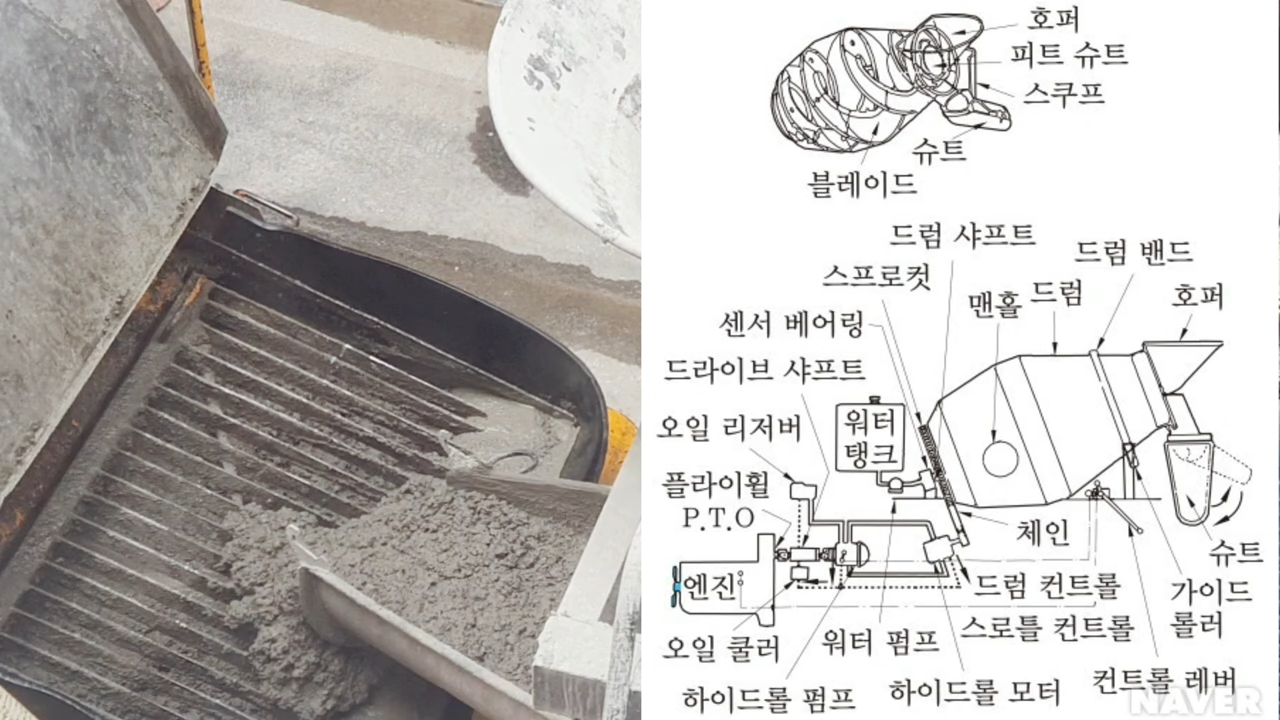 호퍼
피트 슈트
스쿠프
슈트
블레이드
드럼 샤프트
드럼 밴드
스프로켓
맨홀
드럼
호퍼
센서 베어링
드라이브 샤프트
오일 리저버
워터
탱크
플라이휠
P.T.O
체인
슈트
엔진
드럼 컨트롤
가이드
롤러
스로틀 컨트롤
오일 쿨러
워터 펌프
컨트롤 레버
하이드롤 펌프
하이드롤 모터
NAVER